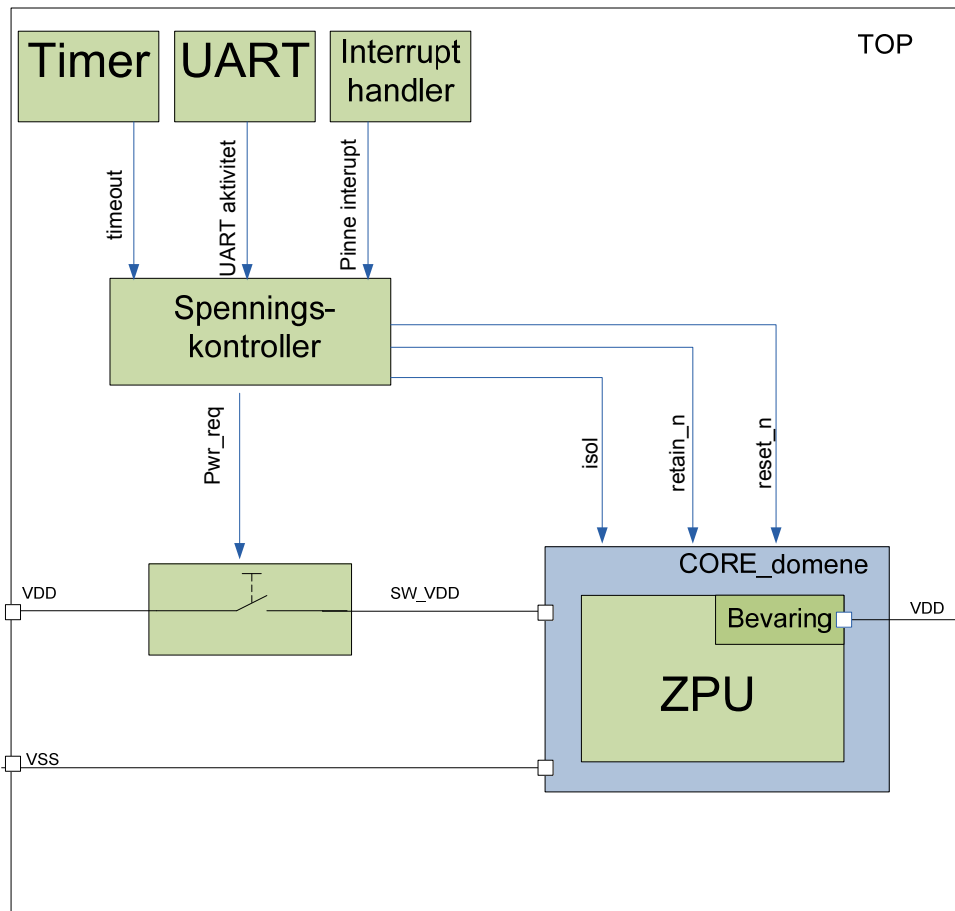 TOP
Timer
UART
Interrupt
handler
timeout
UART aktivitet
Pinne interupt
Spennings-
kontroller
Pwr_req
isol
retain_n
reset_n
CORE_domene
VDD
SW_VDD
Bevaring
VDD
ZPU
VSS